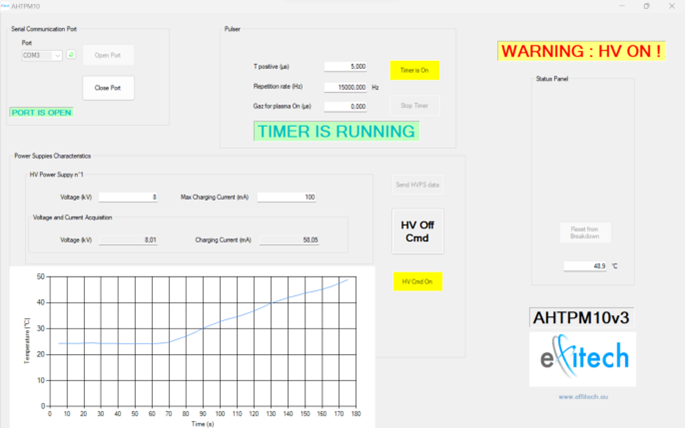 AHTPM10
Serial Communication Port
Port
COM3
Open Port
Close Port
PORT IS OPEN
Pulser
T positive (µs) 5.000
Timer is On
Repetition rate (Hz) 15000.000 Hz
Gaz for plasma On (µs) 0.000
Stop Timer
TIMER IS RUNNING
WARNING : HV ON !
Status Panel
Reset from
Breakdown
48.9 °C
Power Suppies Characteristics
HV Power Suppy n°1
Voltage (kV) 8 Max Charging Current (mA) 100
Voltage and Current Acquisition
Voltage (kV) 8,01 Charging Current (mA) 58,05
Send HVPS data
HV Off
Cmd
HV Cmd On
Temperature (°C)
50
40
30
20
10
0
0 10 20 30 40 50 60 70 80 90 100 110 120 130 140 150 160 170 180
Time (s)
AHTPM10v3
effitech
www.effitech.eu